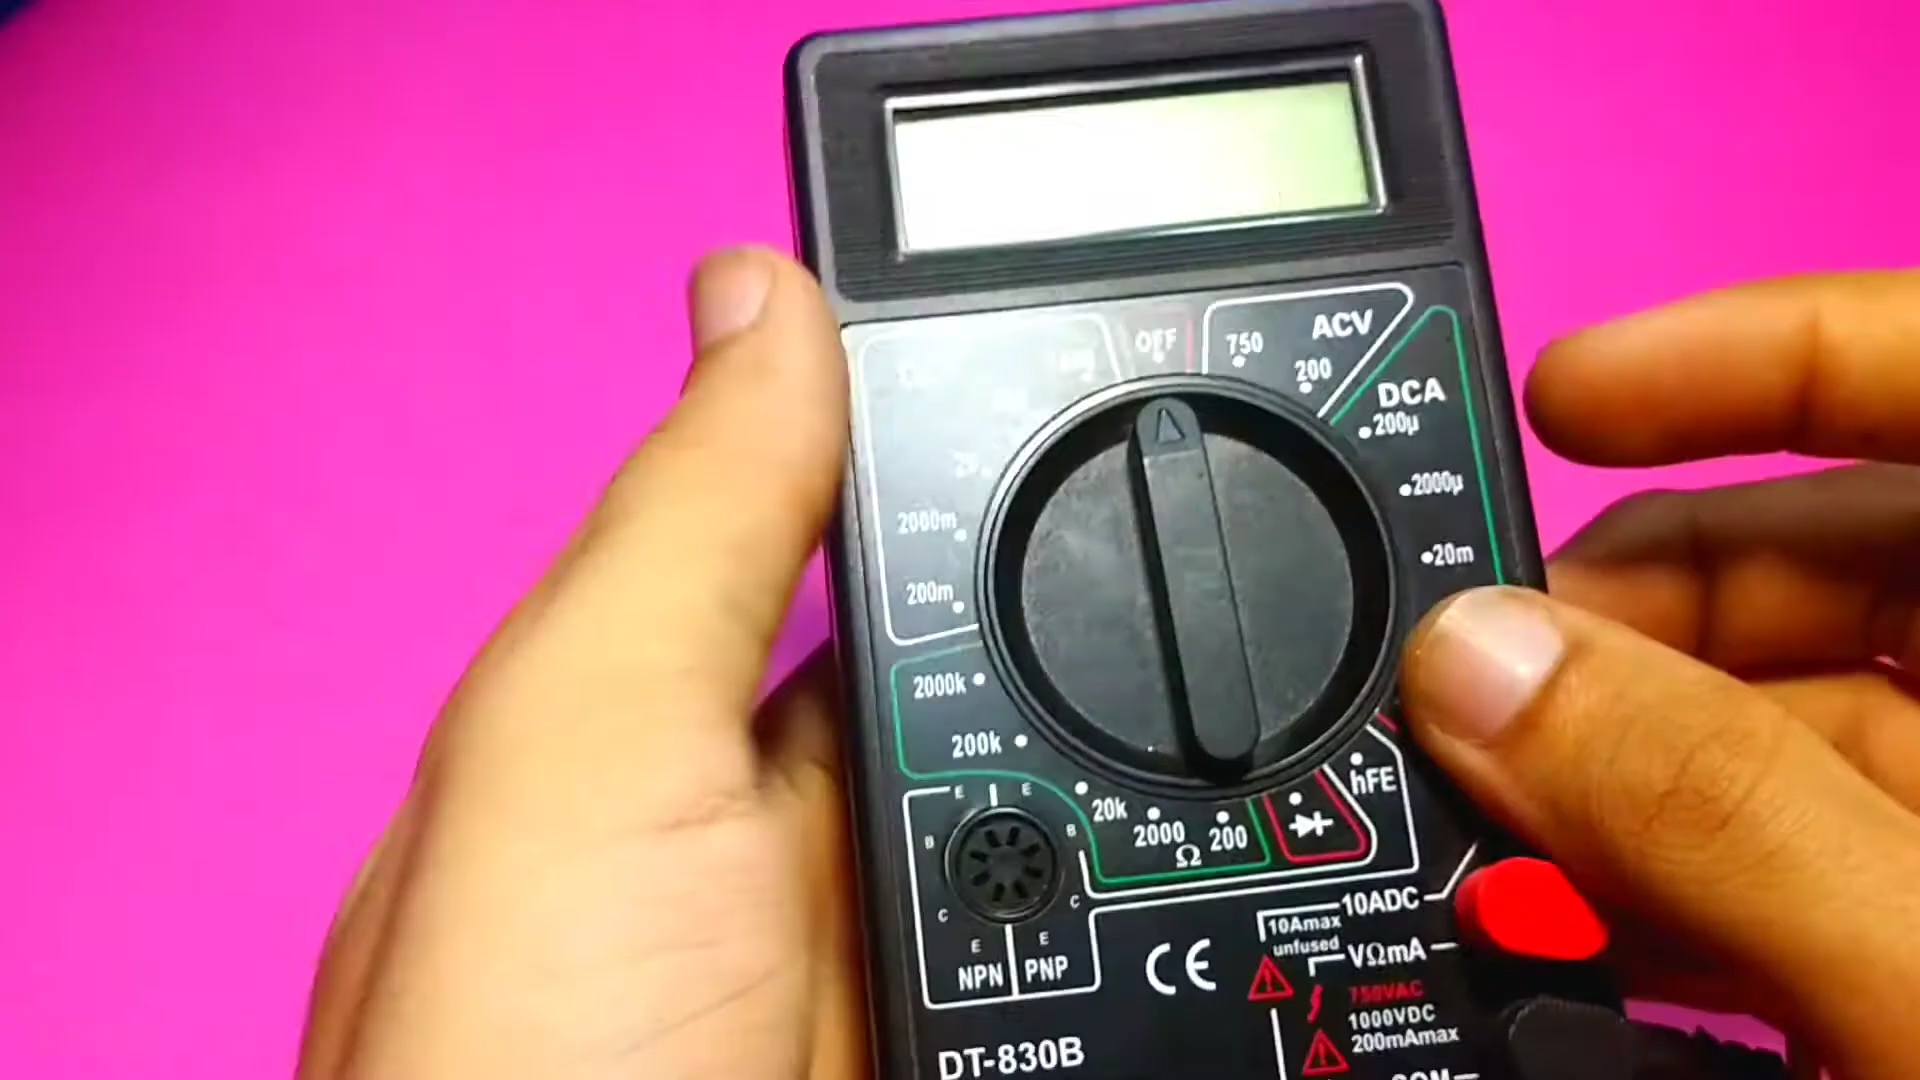 OFF
750
ACV
200
DCA
200µ
2000µ
20m
2000m
200m
2000k
200k
20k
2000
Ω
200
hFE
E
E
B
B
C
C
E
E
NPN
PNP
CE
10ADC
10Amax
unfused
VΩmA
750VAC
1000VDC
200mAmax
DT-830B